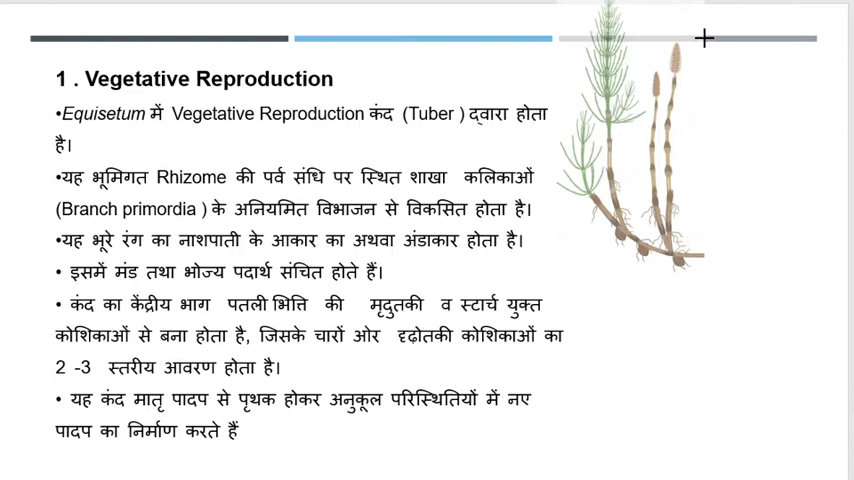 1 . Vegetative Reproduction
•Equisetum में Vegetative Reproduction कंद (Tuber ) द्वारा होता
है।
•यह भूमिगत Rhizome की पर्व संधि पर स्थित शाखा कलिकाओं
(Branch primordia ) के अनियमित विभाजन से विकसित होता है।
•यह भूरे रंग का नाशपाती के आकार का अथवा अंडाकार होता है।
• इसमें मंड तथा भोज्य पदार्थ संचित होते हैं।
• कंद का केंद्रीय भाग पतली भित्ति की मृदुतकी व स्टार्च युक्त
कोशिकाओं से बना होता है, जिसके चारों ओर दृढ़ोतकी कोशिकाओं का
2 -3 स्तरीय आवरण होता है।
• यह कंद मातृ पादप से पृथक होकर अनुकूल परिस्थितियों में नए
पादप का निर्माण करते हैं